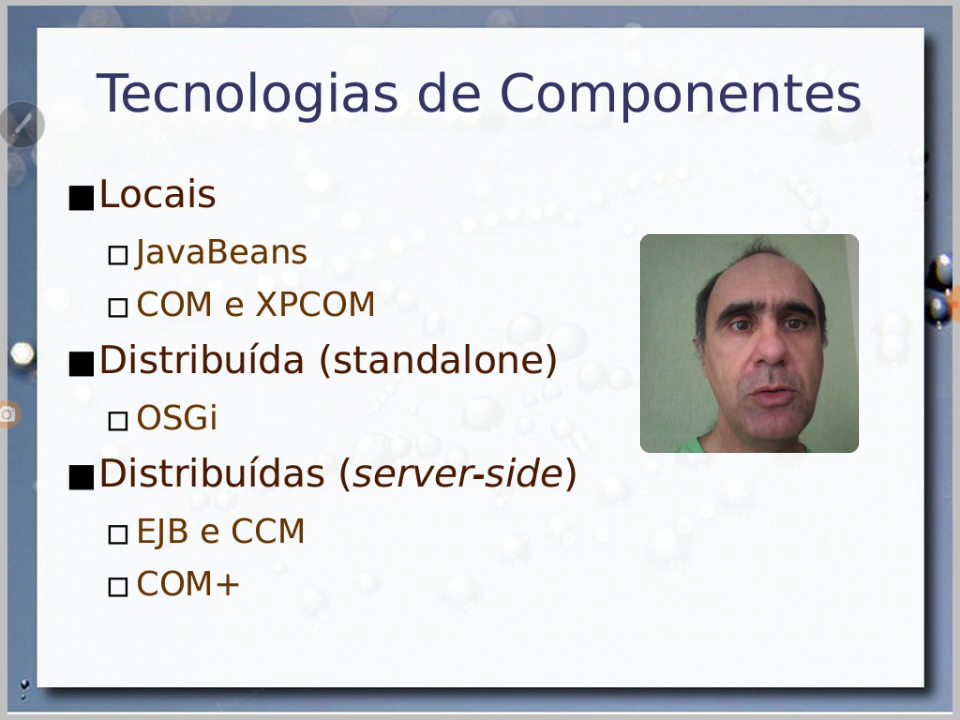 Tecnologias de Componentes
Locais
JavaBeans
COM e XPCOM
Distribuída (standalone)
OSGi
Distribuídas (server-side)
EJB e CCM
COM+